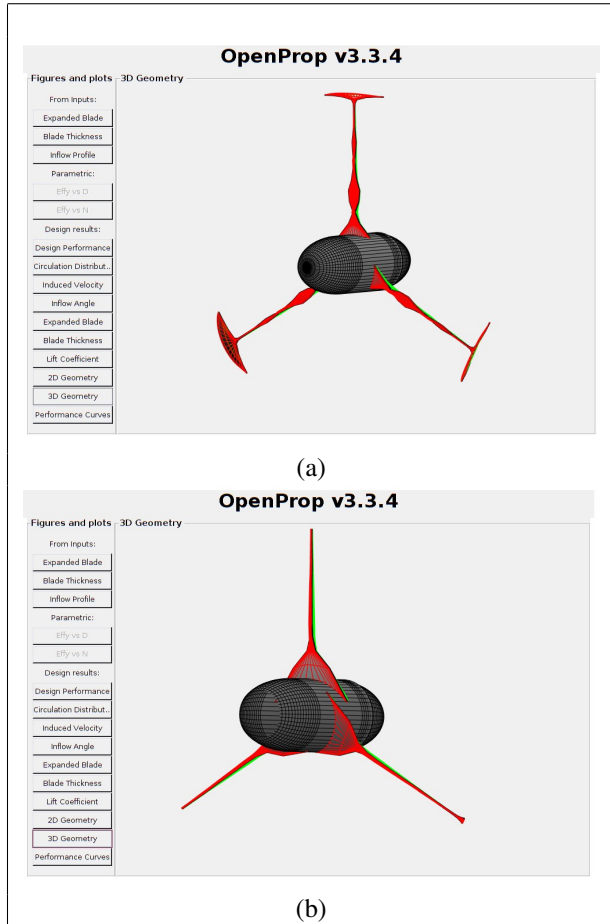 OpenProp v3.3.4
Figures and plots
3D Geometry
From Inputs:
Expanded Blade
Blade Thickness
Inflow Profile
Parametric:
Effy vs D
Effy vs N
Design results:
Design Performance
Circulation Distribut..
Induced Velocity
Inflow Angle
Expanded Blade
Blade Thickness
Lift Coefficient
2D Geometry
3D Geometry
Performance Curves
(a)
OpenProp v3.3.4
Figures and plots
3D Geometry
From Inputs:
Expanded Blade
Blade Thickness
Inflow Profile
Parametric:
Effy vs D
Effy vs N
Design results:
Design Performance
Circulation Distribut..
Induced Velocity
Inflow Angle
Expanded Blade
Blade Thickness
Lift Coefficient
2D Geometry
3D Geometry
Performance Curves
(b)